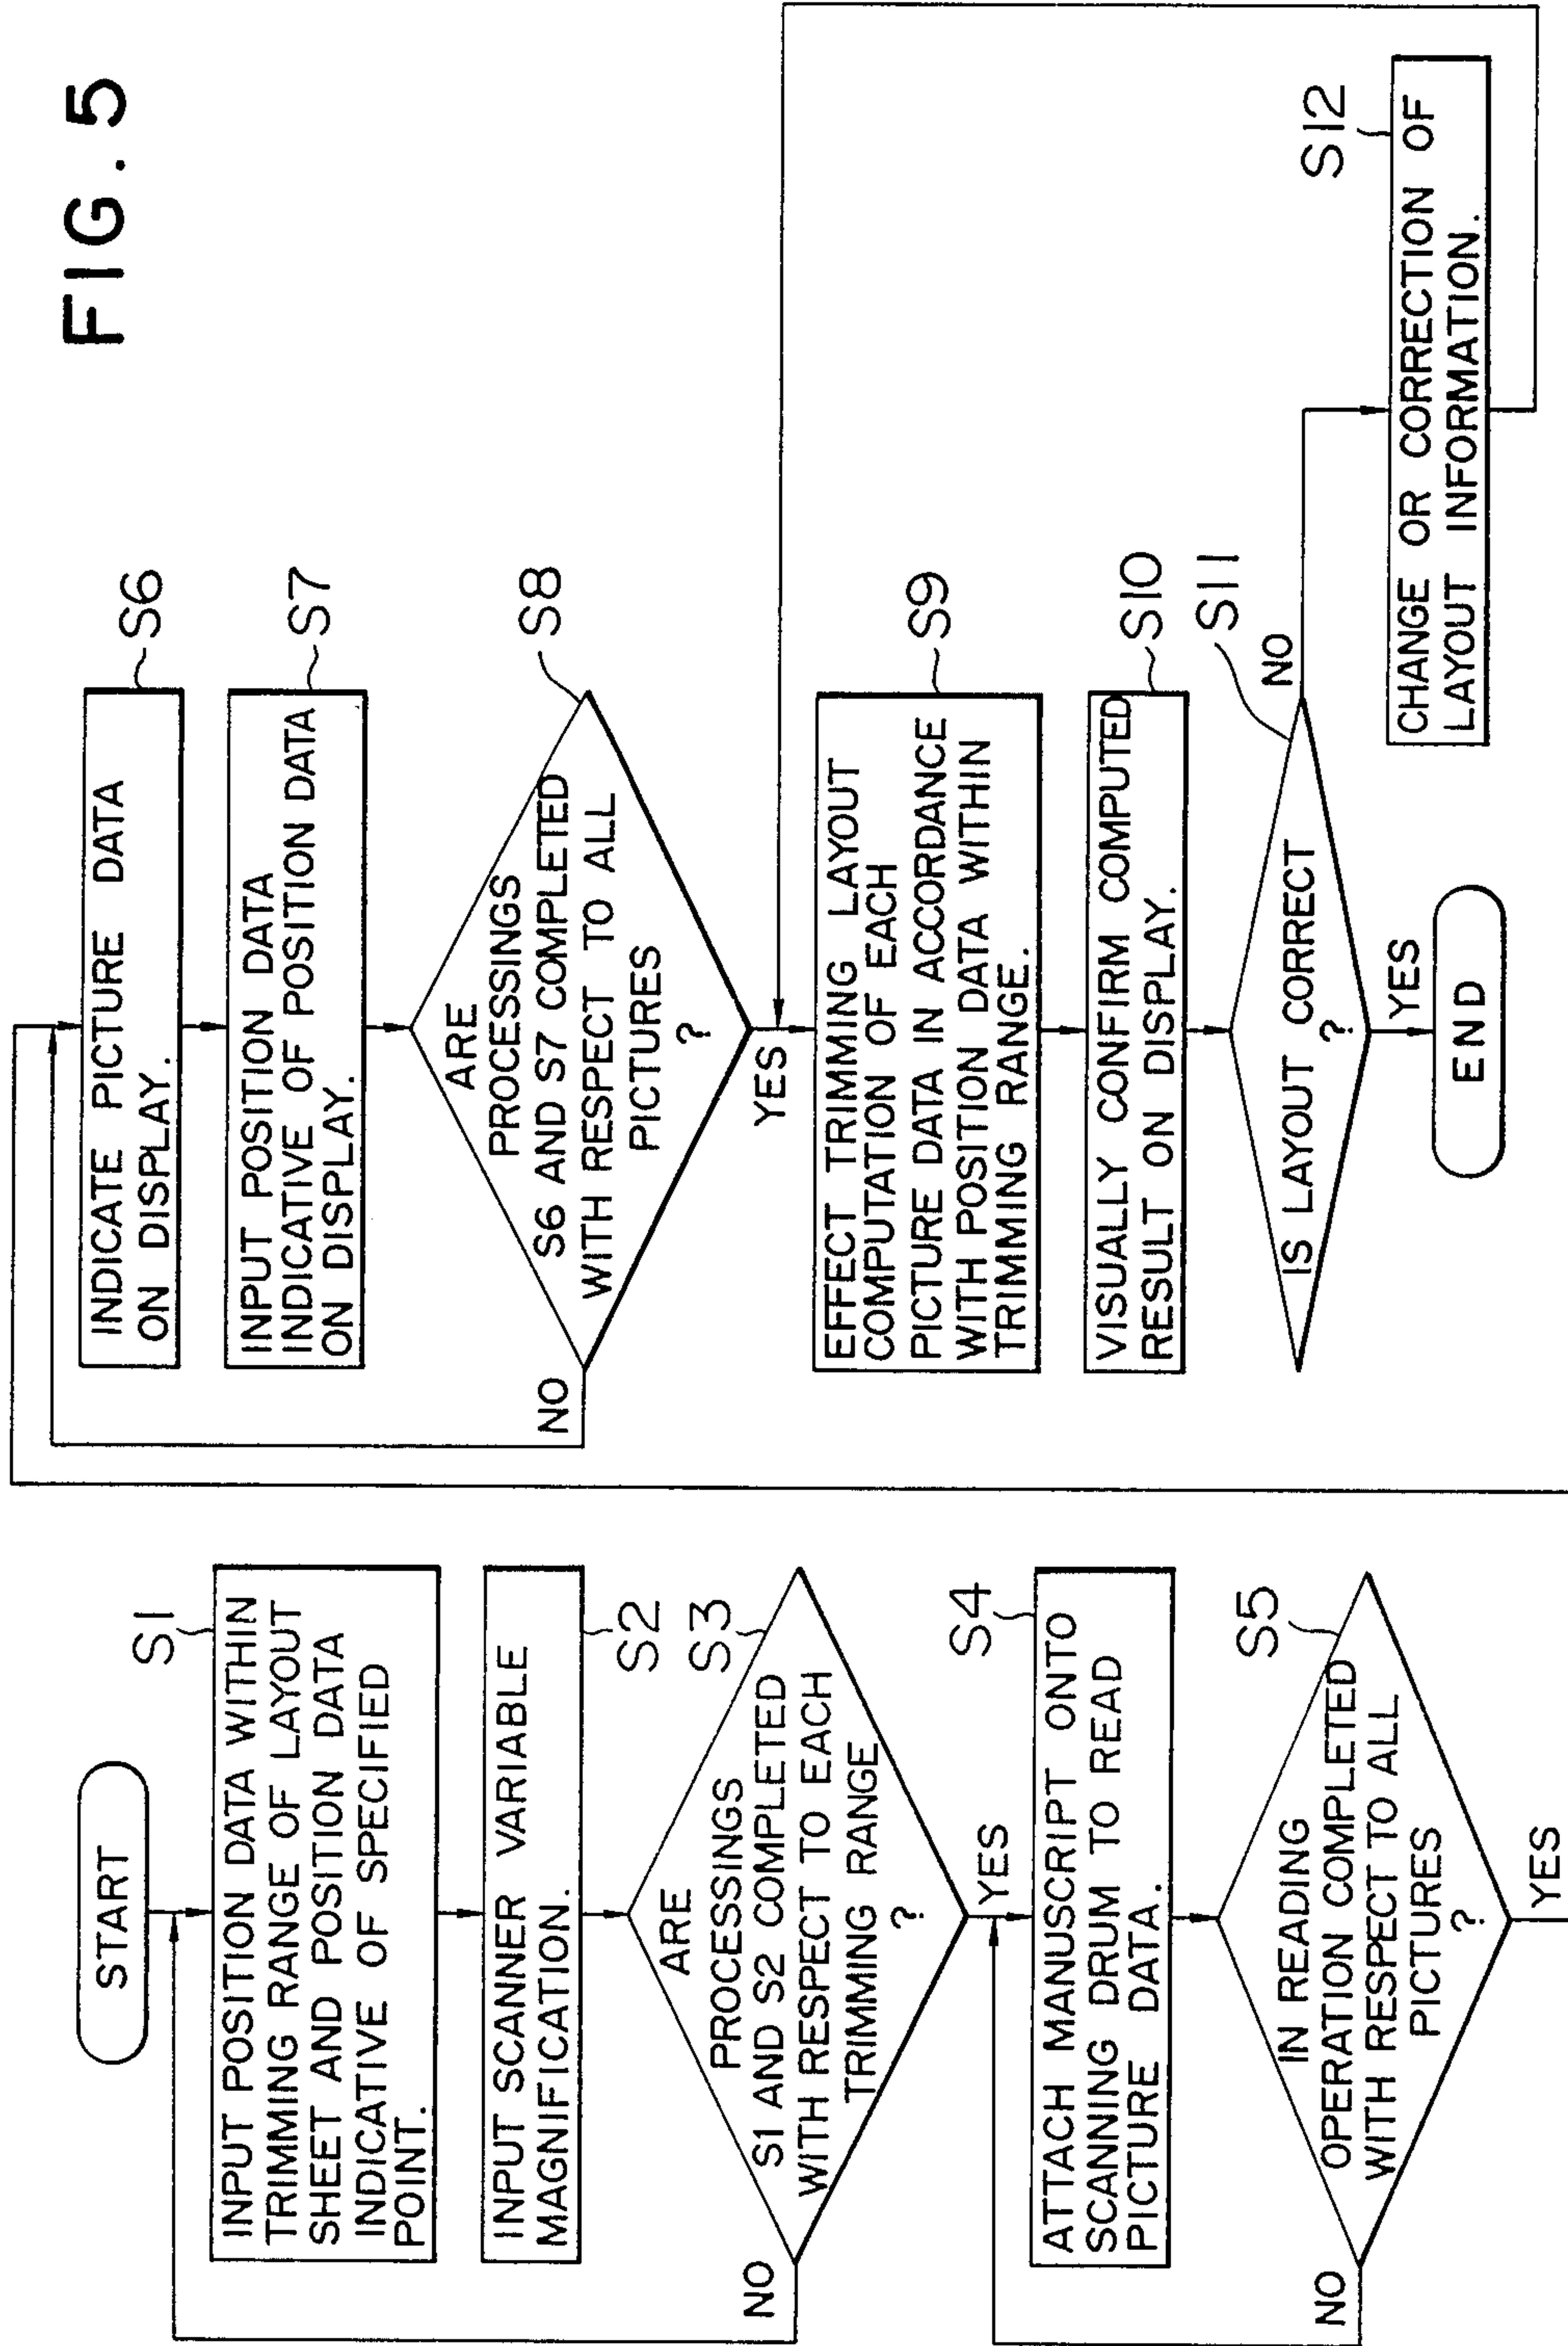 FIG. 5
START
S1
INPUT POSITION DATA WITHIN
TRIMMING RANGE OF LAYOUT
SHEET AND POSITION DATA
INDICATIVE OF SPECIFIED
POINT.
INPUT SCANNER VARIABLE
MAGNIFICATION.
S2
S3
ARE
PROCESSINGS
S1 AND S2 COMPLETED
WITH RESPECT TO EACH
TRIMMING RANGE
?
NO
YES
S4
ATTACH MANUSCRIPT ONTO
SCANNING DRUM TO READ
PICTURE DATA.
S5
IN READING
OPERATION COMPLETED
WITH RESPECT TO ALL
PICTURES
?
NO
YES
INDICATE PICTURE DATA
ON DISPLAY.
S6
INPUT POSITION DATA
INDICATIVE OF POSITION DATA
ON DISPLAY.
S7
ARE
PROCESSINGS
S6 AND S7 COMPLETED
WITH RESPECT TO ALL
PICTURES
?
S8
NO
YES
EFFECT TRIMMING LAYOUT
COMPUTATION OF EACH
PICTURE DATA IN ACCORDANCE
WITH POSITION DATA WITHIN
TRIMMING RANGE.
S9
VISUALLY CONFIRM COMPUTED
RESULT ON DISPLAY.
S10
S11
IS LAYOUT CORRECT
?
NO
YES
END
S12
CHANGE OR CORRECTION OF
LAYOUT INFORMATION.